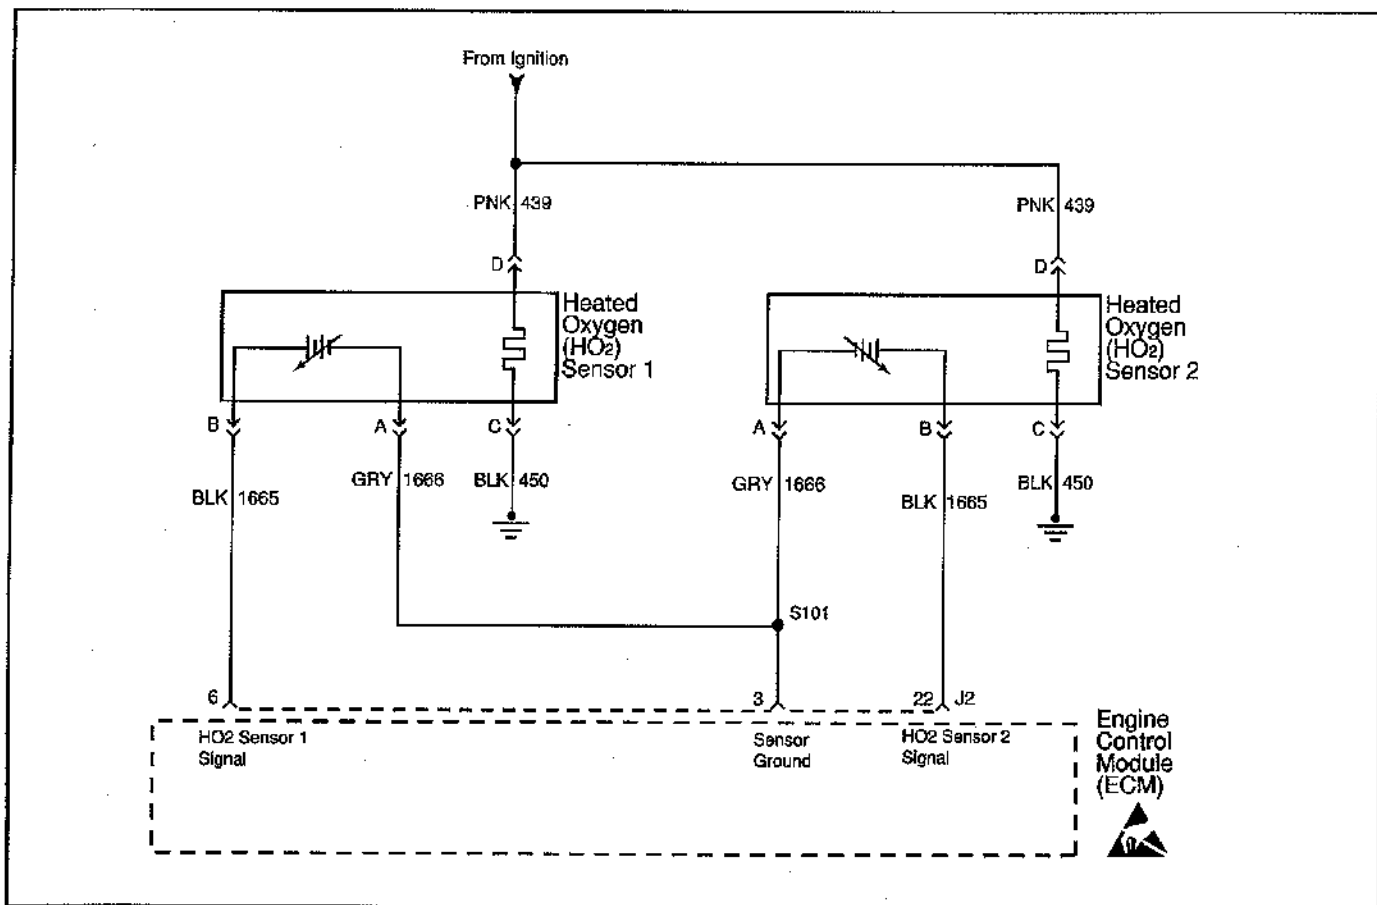 From Ignition
PNK 439
PNK 439
D
D
Heated
Oxygen
(HO2)
Sensor 1
Heated
Oxygen
(HO2)
Sensor 2
B
A
C
A
B
C
BLK 1665
GRY 1666
BLK 450
GRY 1666
BLK 1665
BLK 450
S101
6
3
22 J2
HO2 Sensor 1
Signal
Sensor
Ground
HO2 Sensor 2
Signal
Engine
Control
Module
(ECM)